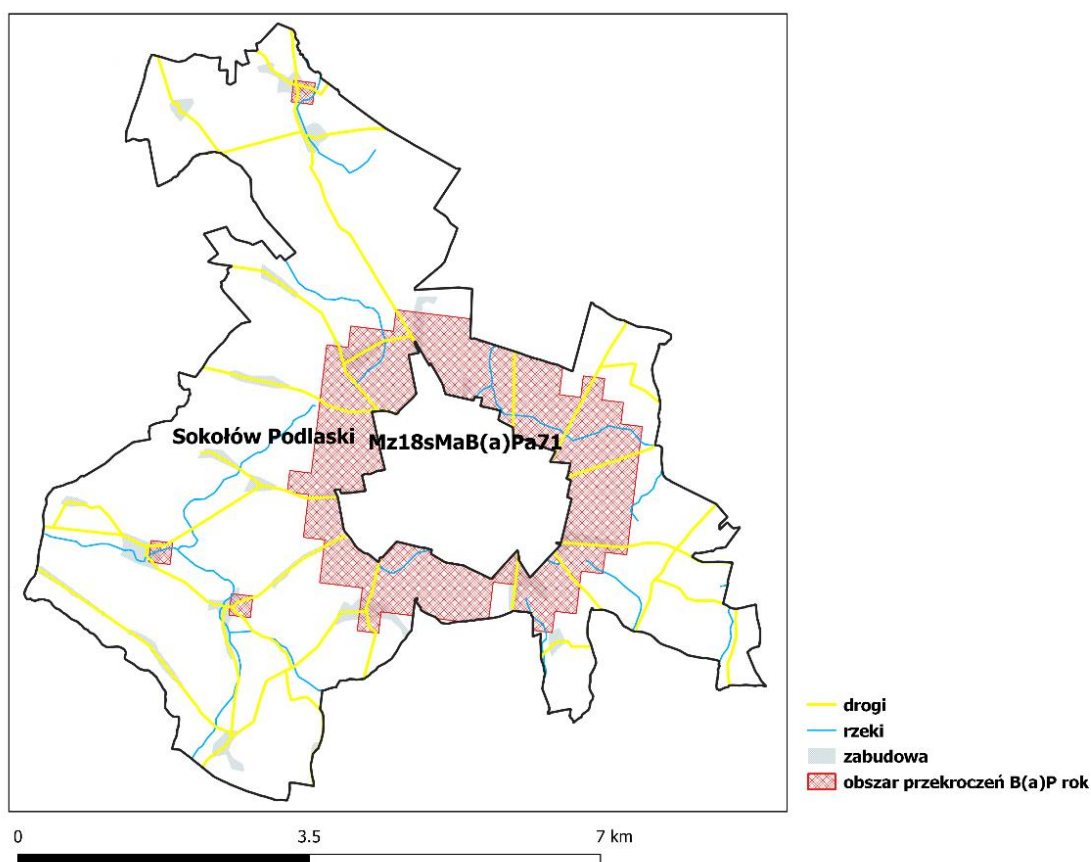 Sokołów Podlaski
Mz18sMaB(a)Pa71
drogi
rzeki
zabudowa
obszar przekroczeń B(a)P rok
0 3.5 7 km